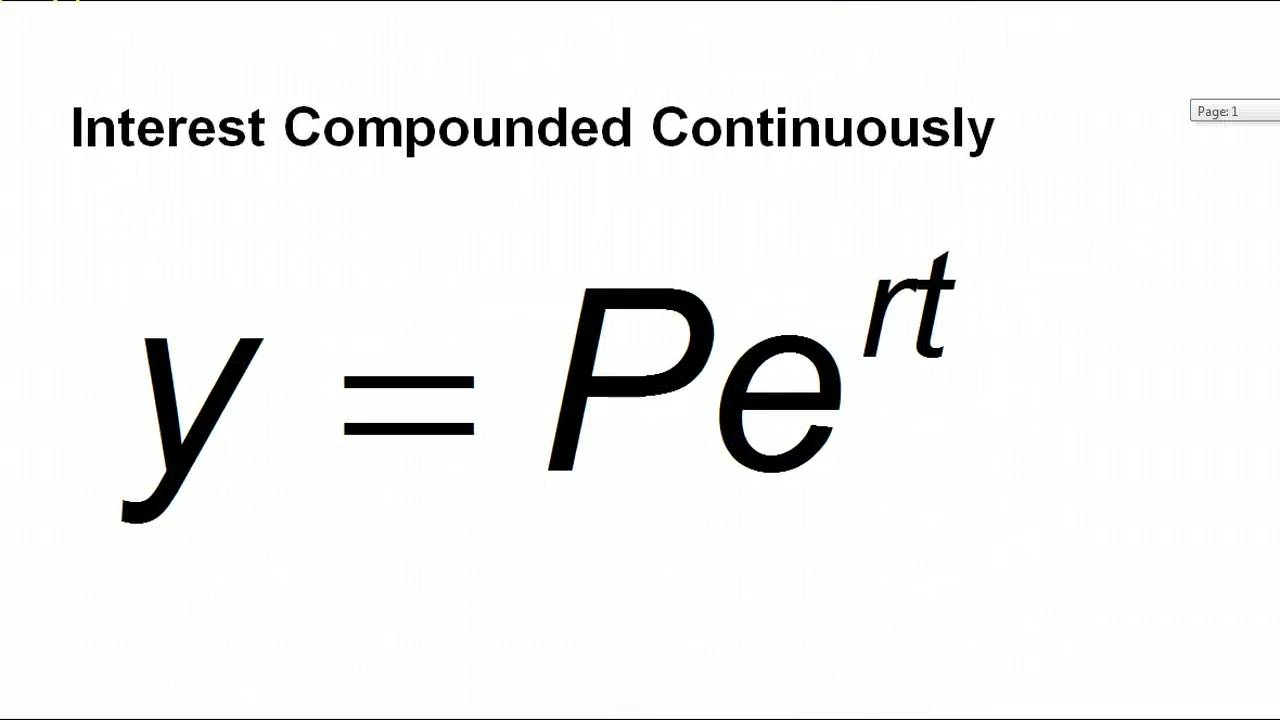 Interest Compounded Continuously
Page: 1
y = Pe^{rt}